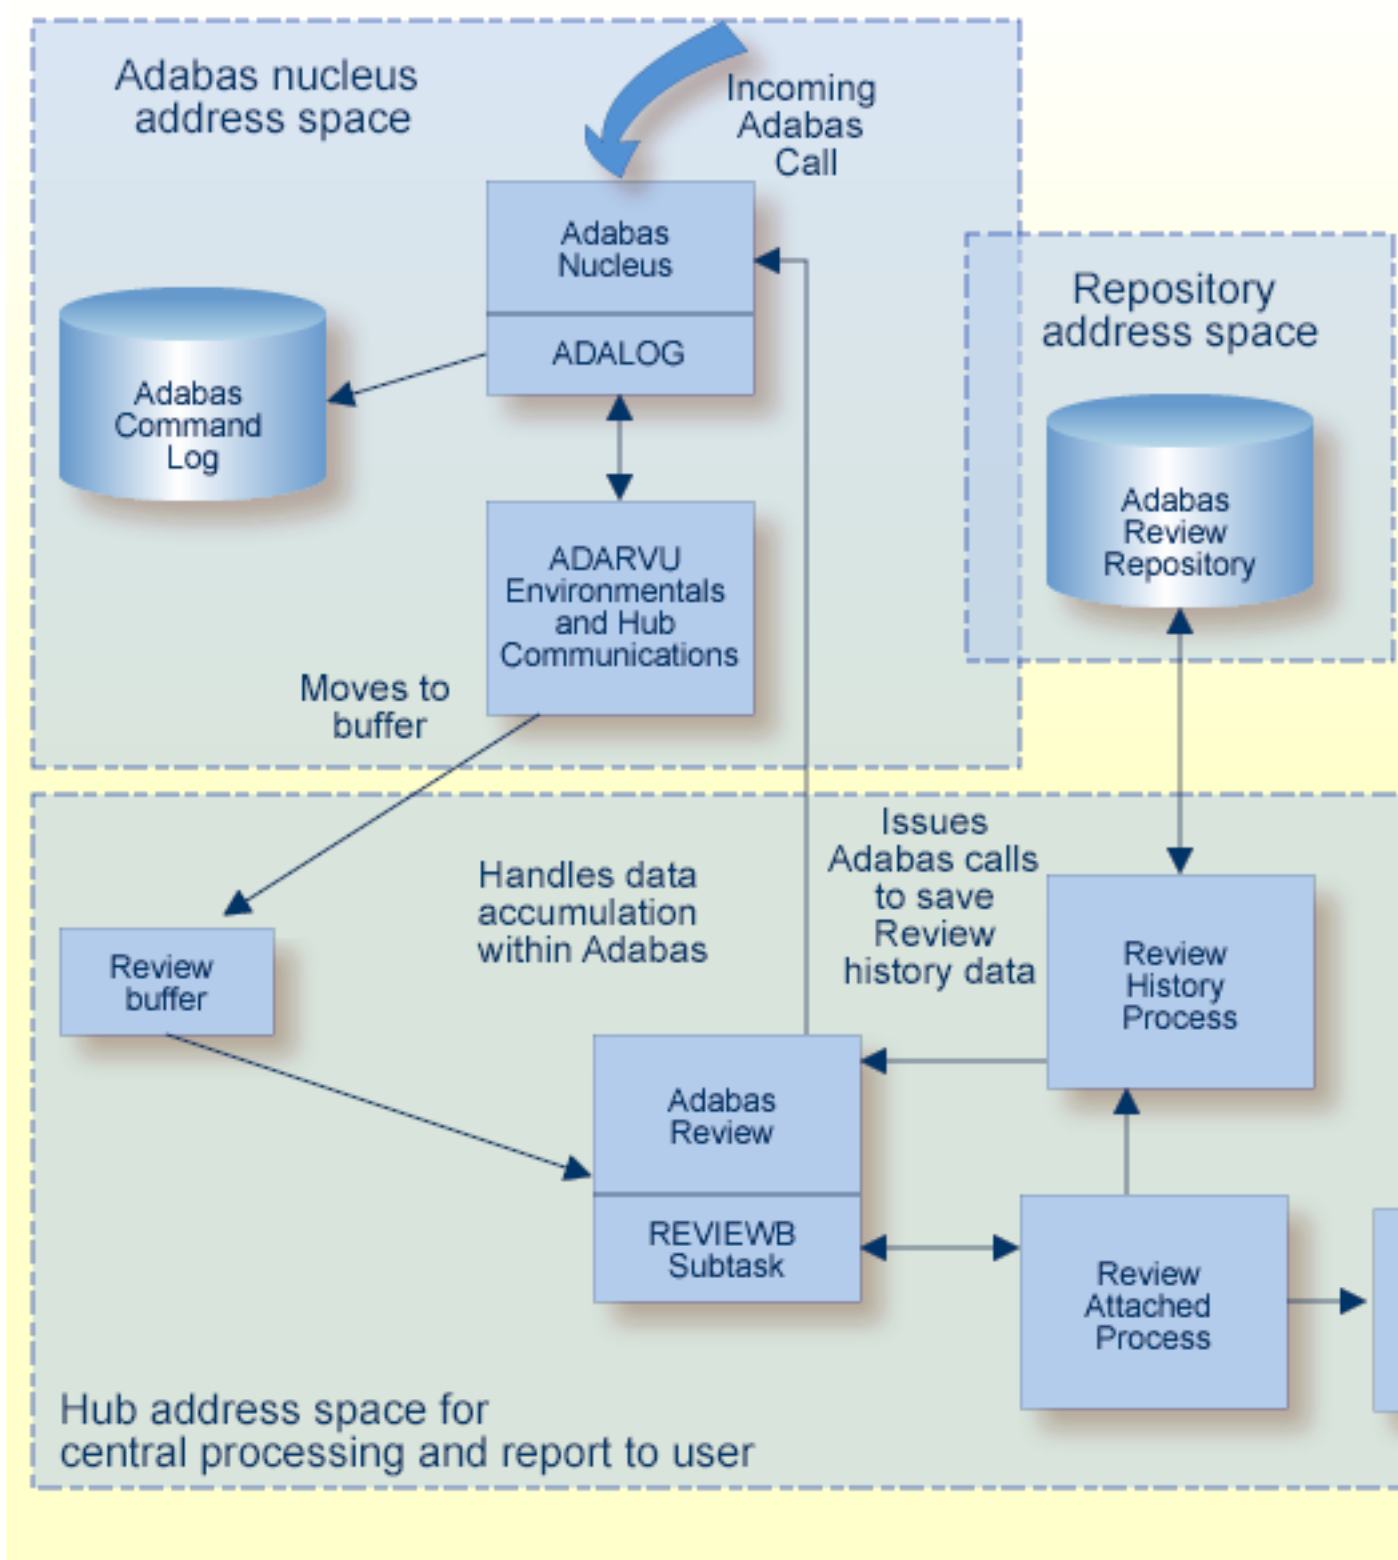 Adabas nucleus
address space
Incoming
Adabas
Call
Adabas
Nucleus
ADALOG
Adabas
Command
Log
Repository
address space
Adabas
Review
Repository
ADARVU
Environmentals
and Hub
Communications
Moves to
buffer
Issues
Adabas calls
to save
Review
history data
Handles data
accumulation
within Adabas
Review
buffer
Review
History
Process
Adabas
Review
REVIEWB
Subtask
Review
Attached
Process
Hub address space for
central processing and report to user